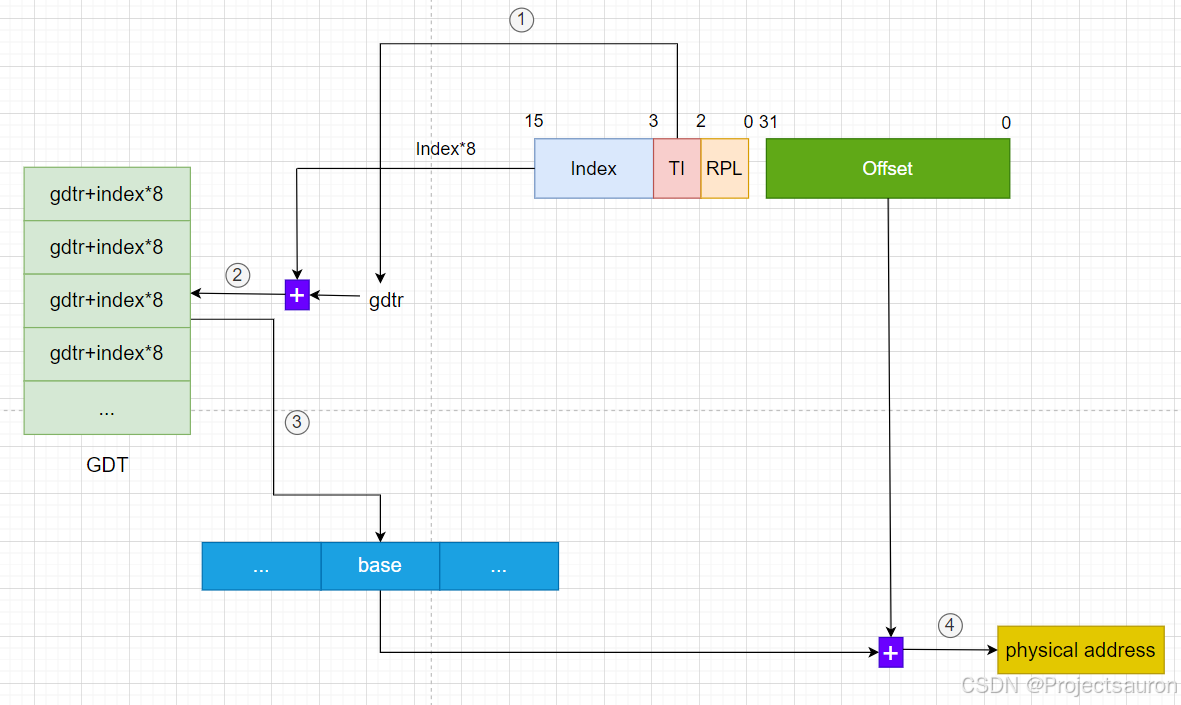 1
15
3
2
0
31
0
Index*8
Index
TI
RPL
Offset
gdtr+index*8
gdtr+index*8
2
gdtr+index*8
+
gdtr
gdtr+index*8
...
3
GDT
...
base
...
4
+
physical address
CSDN @Projectsauron